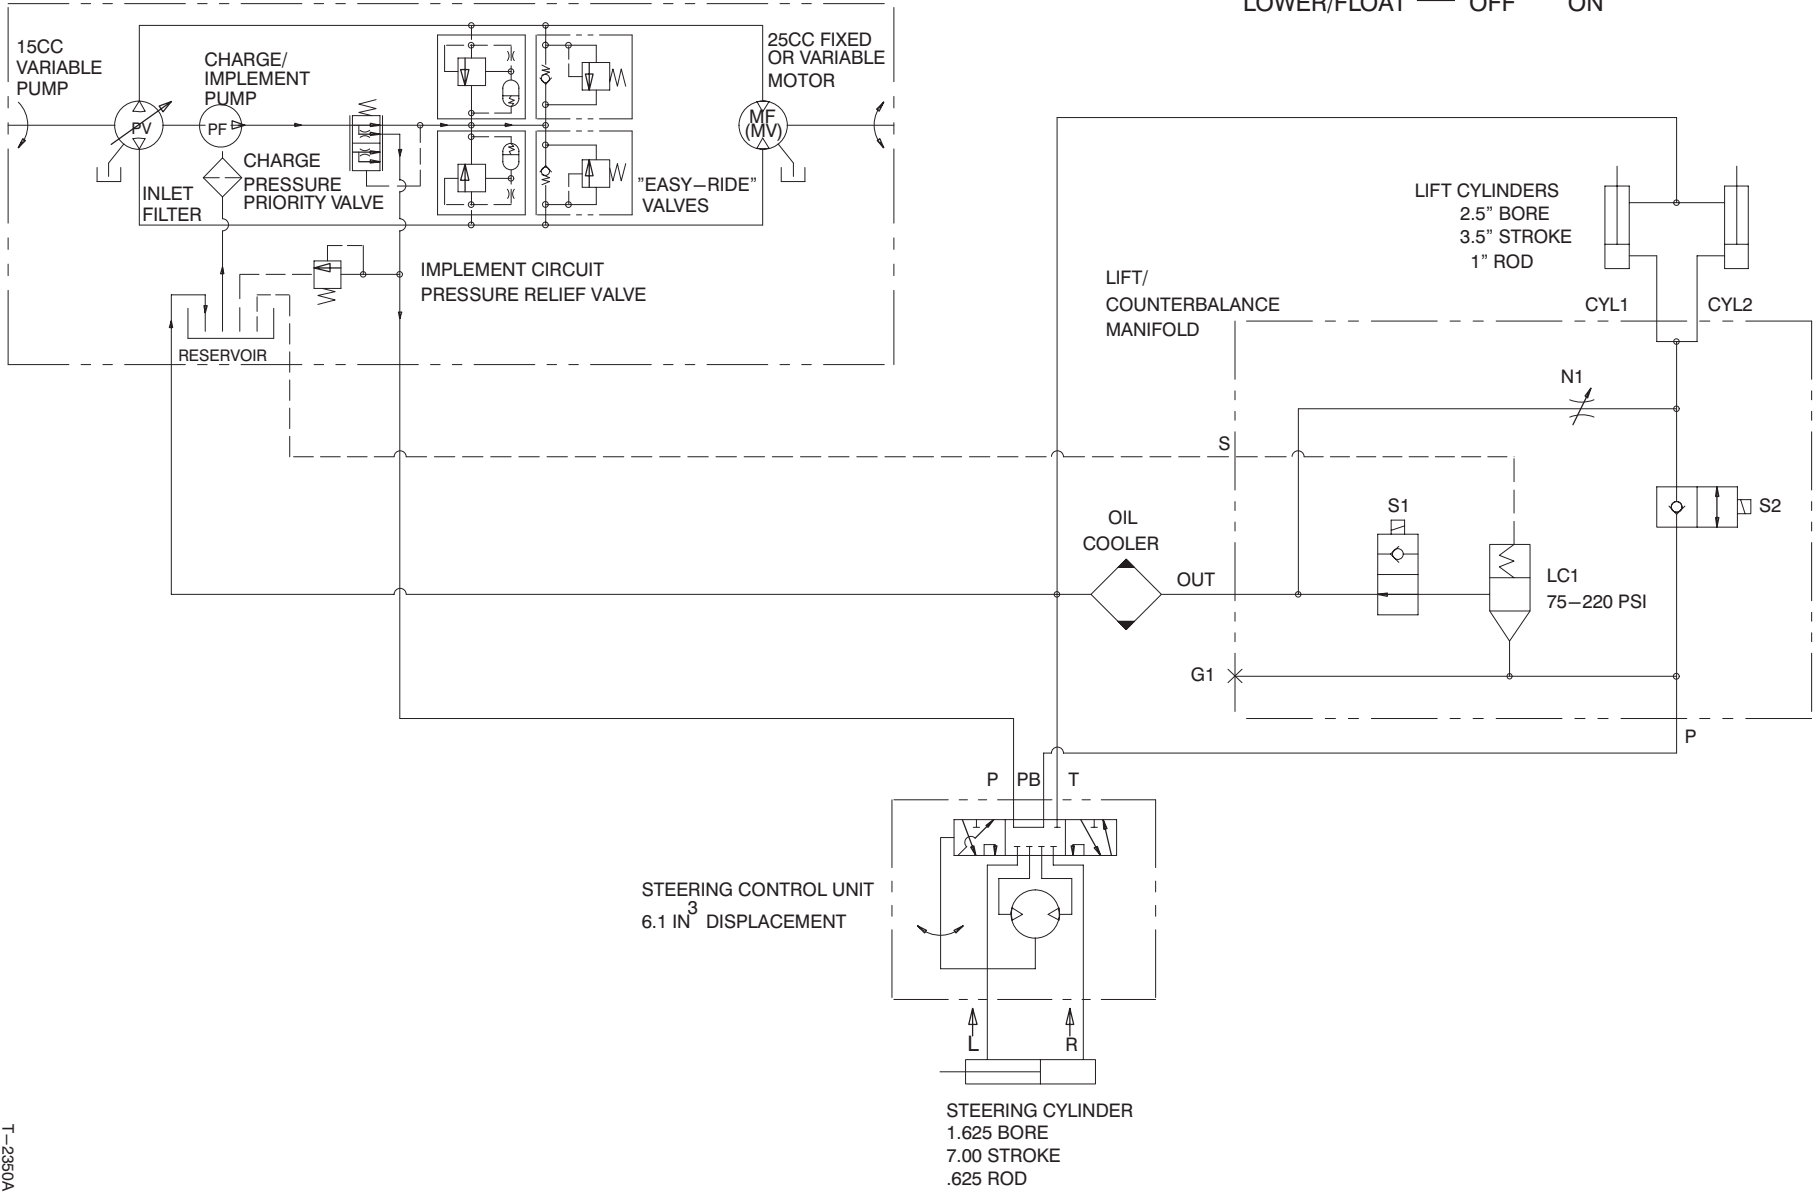 LOWER/FLOAT — OFF ON
15CC
VARIABLE
PUMP
CHARGE/
IMPLEMENT
PUMP
25CC FIXED
OR VARIABLE
MOTOR
PV
PF
MF
(MV)
CHARGE
PRESSURE
PRIORITY VALVE
INLET
FILTER
"EASY–RIDE"
VALVES
IMPLEMENT CIRCUIT
PRESSURE RELIEF VALVE
RESERVOIR
LIFT CYLINDERS
2.5" BORE
3.5" STROKE
1" ROD
LIFT/
COUNTERBALANCE
MANIFOLD
CYL1
CYL2
N1
S
S1
S2
OIL
COOLER
OUT
LC1
75–220 PSI
G1
P
P
PB
T
STEERING CONTROL UNIT
6.1 IN3 DISPLACEMENT
L
R
STEERING CYLINDER
1.625 BORE
7.00 STROKE
.625 ROD
T–2350A